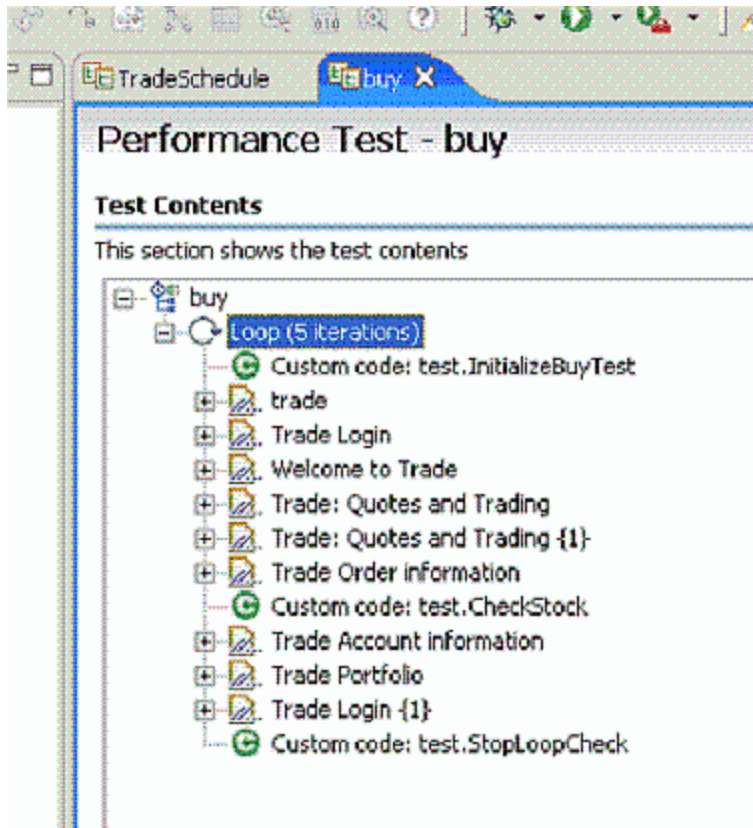 TradeSchedule
buy
Performance Test - buy
Test Contents
This section shows the test contents
buy
Loop (5 iterations)
Custom code: test.InitializeBuyTest
trade
Trade Login
Welcome to Trade
Trade: Quotes and Trading
Trade: Quotes and Trading {1}
Trade Order information
Custom code: test.CheckStock
Trade Account information
Trade Portfolio
Trade Login {1}
Custom code: test.StopLoopCheck